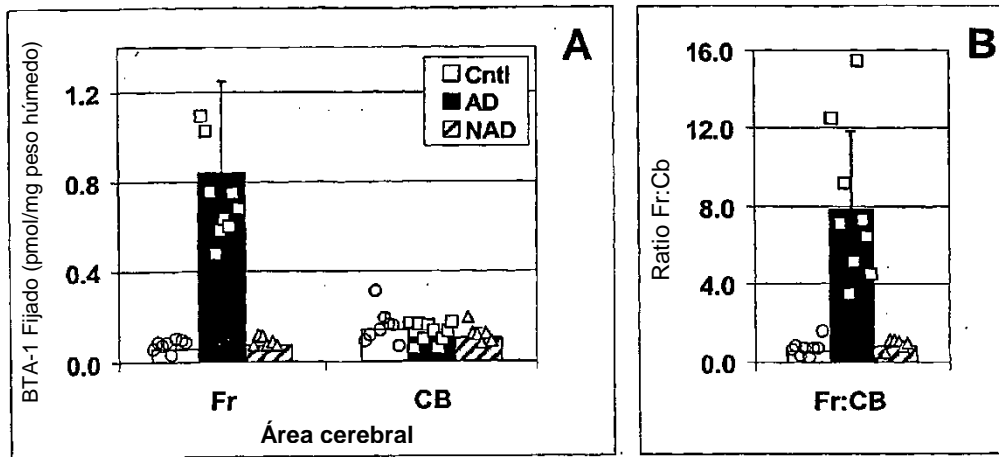 A
BTA-1 Fijado (pmol/mg peso húmedo)
1.2
0.8
0.4
0.0
Cntl
AD
NAD
Fr
CB
Área cerebral
B
Ratio Fr:Cb
16.0
12.0
8.0
4.0
0.0
Fr:CB